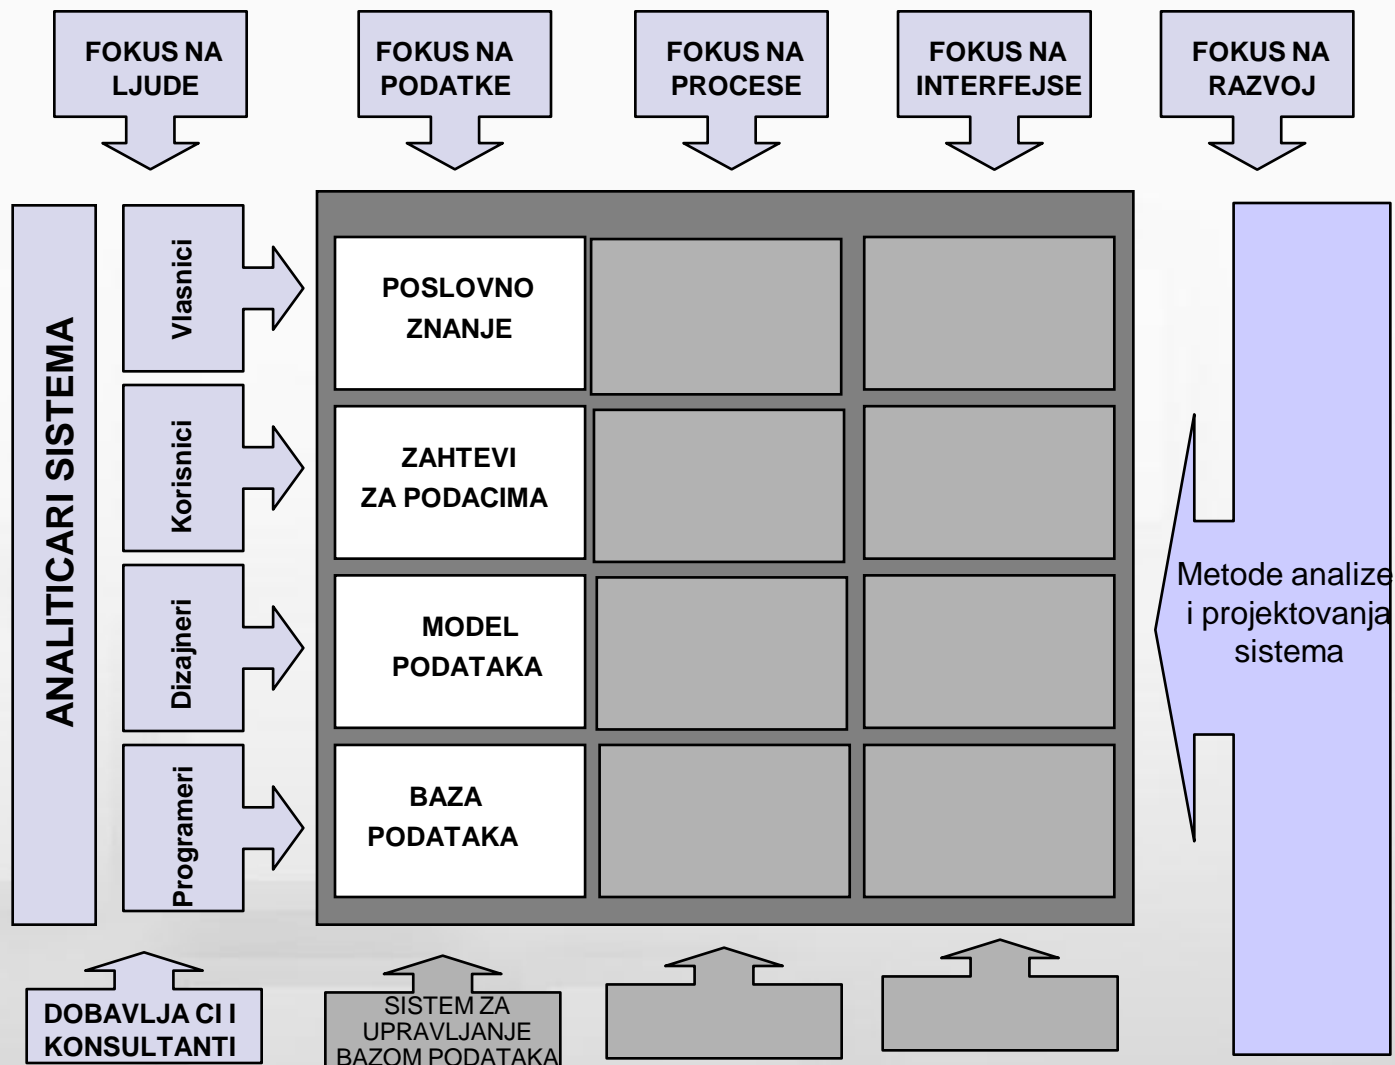 FOKUS NA
LJUDE
FOKUS NA
PODATKE
FOKUS NA
PROCESE
FOKUS NA
INTERFEJSE
FOKUS NA
RAZVOJ
ANALITICARI SISTEMA
Vlasnici
Korisnici
Dizajneri
Programeri
POSLOVNO
ZNANJE
ZAHTEVI
ZA PODACIMA
MODEL
PODATAKA
BAZA
PODATAKA
Metode analize
i projektovanja
sistema
DOBAVLJA CI I
KONSULTANTI
SISTEM ZA
UPRAVLJANJE
BAZOM PODATAKA